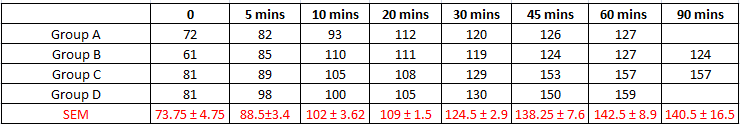 0 5 mins 10 mins 20 mins 30 mins 45 mins 60 mins 90 mins
Group A 72 82 93 112 120 126 127
Group B 61 85 110 111 119 124 127 124
Group C 81 89 105 108 129 153 157 157
Group D 81 98 100 105 130 150 159
SEM 73.75 ± 4.75 88.5±3.4 102 ± 3.62 109 ± 1.5 124.5 ± 2.9 138.25 ± 7.6 142.5 ± 8.9 140.5 ± 16.5